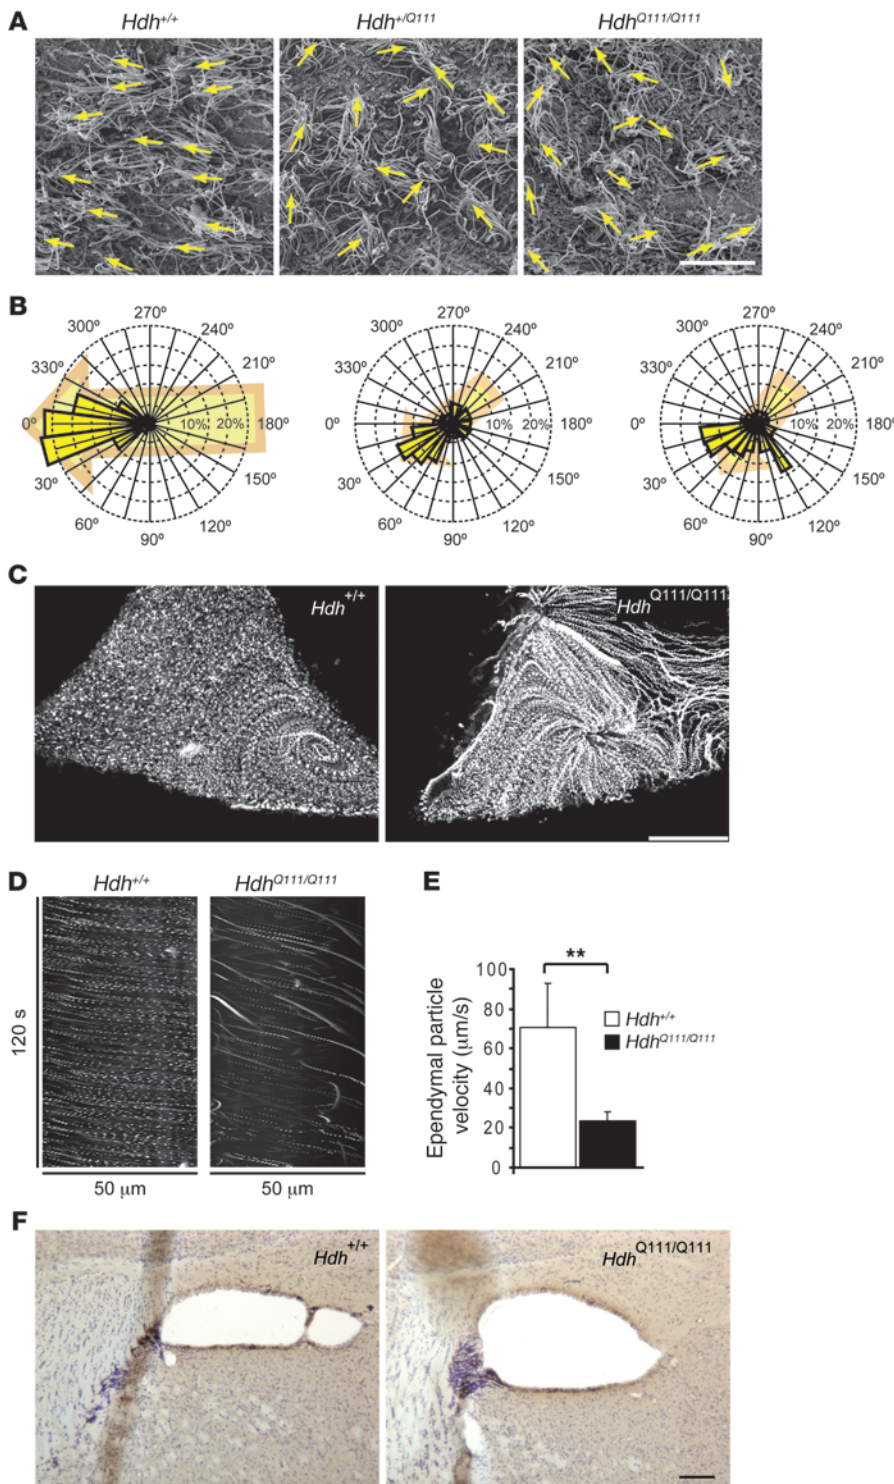 A
Hdh+/+ Hdh+/Q111 HdhQ111/Q111
B
270º 270º 270º
300º 240º 300º 240º 300º 240º
330º 210º 330º 210º 330º 210º
0º 10% 20% 180º 0º 10% 20% 180º 0º 10% 20% 180º
30º 150º 30º 150º 30º 150º
60º 120º 60º 120º 60º 120º
90º 90º 90º
C
Hdh+/+ HdhQ111/Q111
D
Hdh+/+ HdhQ111/Q111
120 s
50 µm 50 µm
E
**
Ependymal particle
velocity (µm/s)
100
80
60
40
20
0
Hdh+/+
HdhQ111/Q111
F
Hdh+/+ HdhQ111/Q111